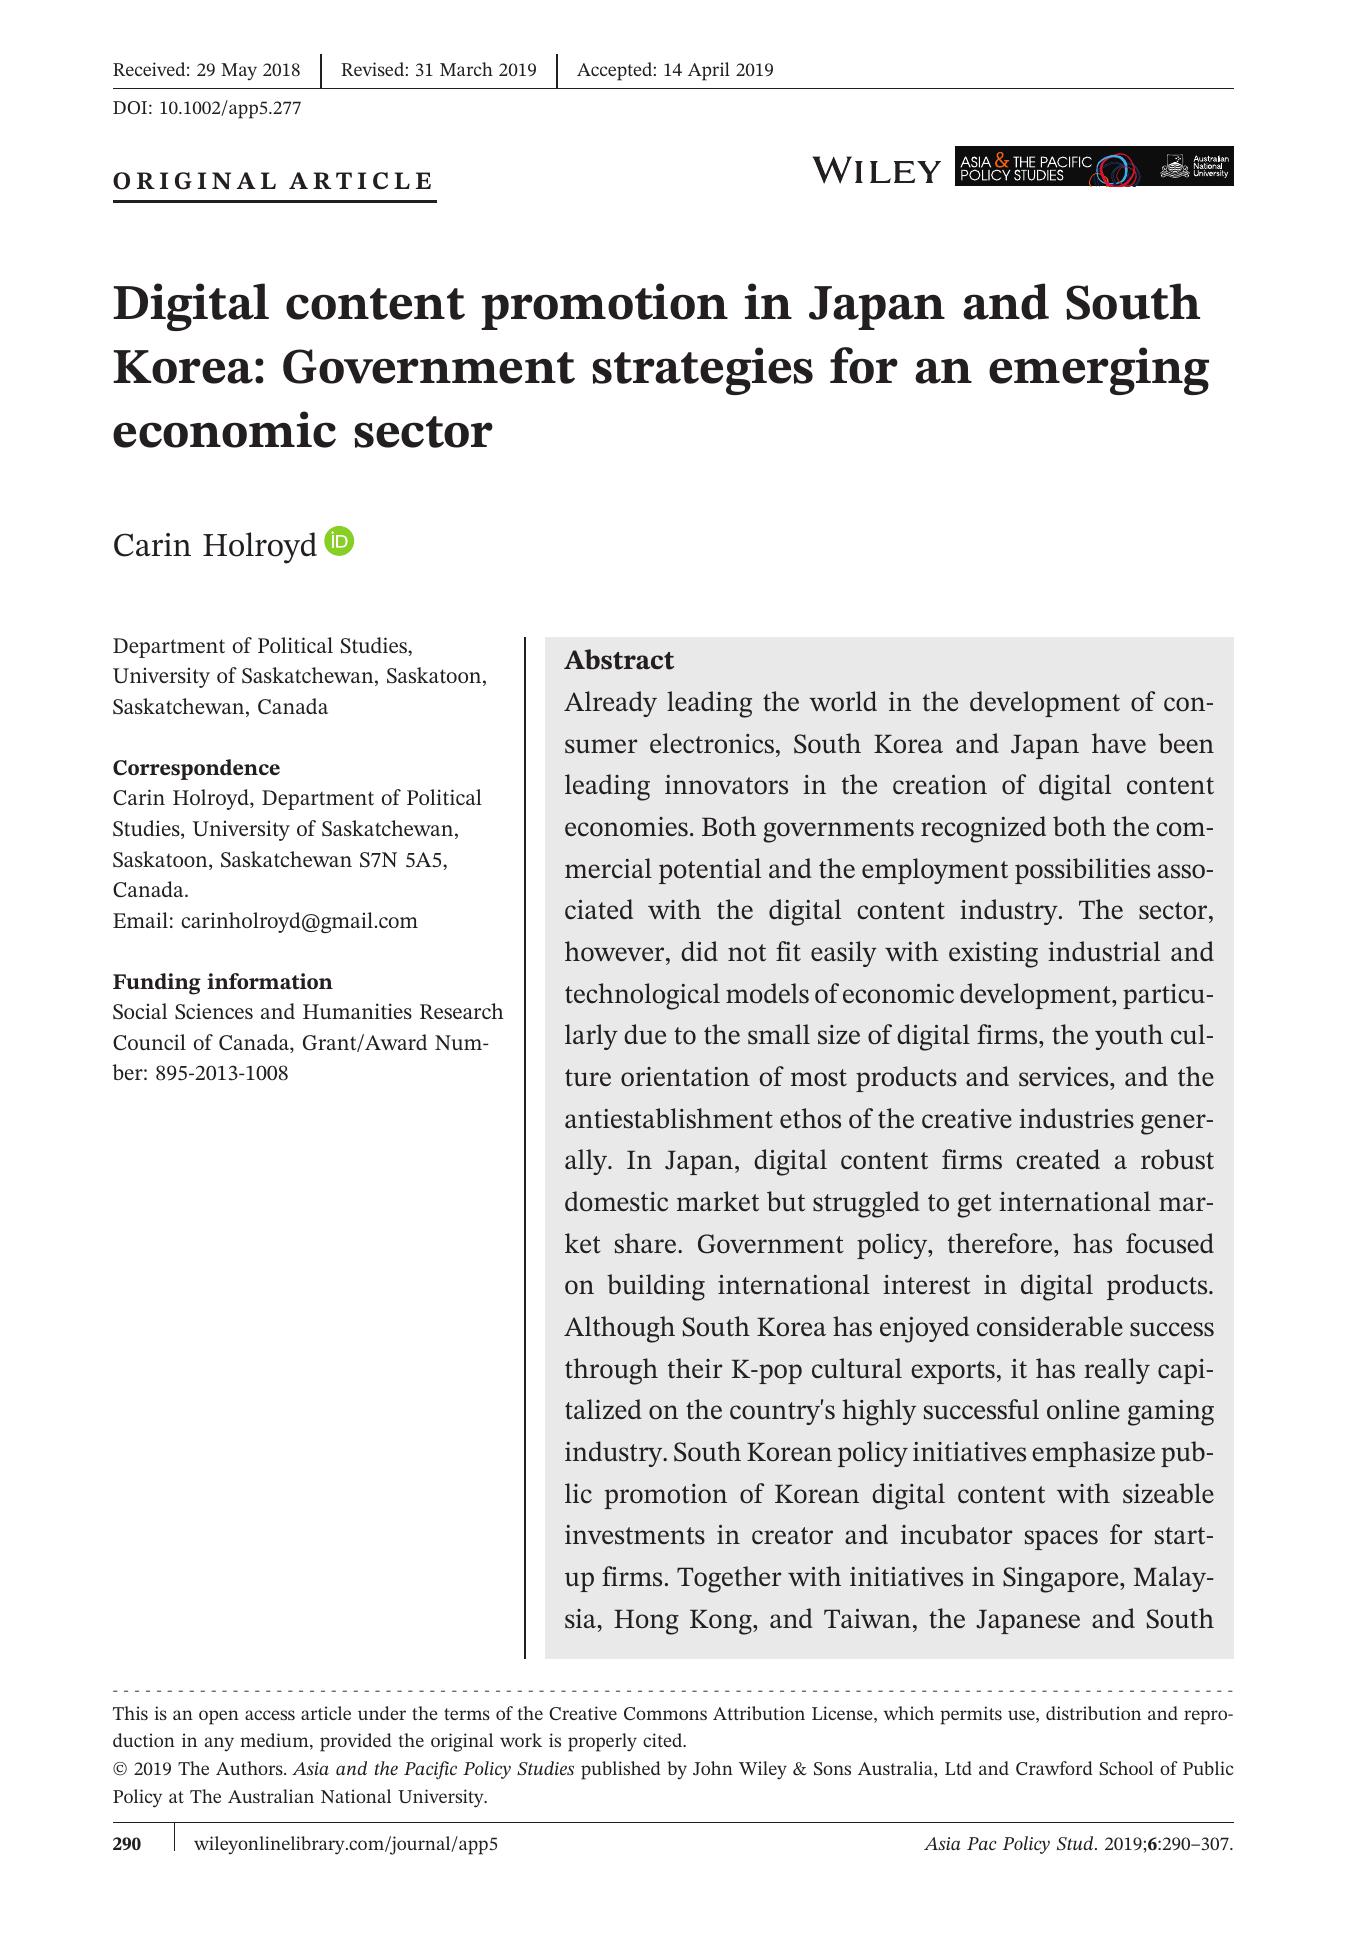 Received: 29 May 2018 Revised: 31 March 2019 Accepted: 14 April 2019
DOI: 10.1002/app5.277
ORIGINAL ARTICLE
WILEY
ASIA & THE PACIFIC
POLICY STUDIES
Australian
National
University
Digital content promotion in Japan and South
Korea: Government strategies for an emerging
economic sector
Carin Holroyd iD
Department of Political Studies,
University of Saskatchewan, Saskatoon,
Saskatchewan, Canada
Correspondence
Carin Holroyd, Department of Political
Studies, University of Saskatchewan,
Saskatoon, Saskatchewan S7N 5A5,
Canada.
Email: carinholroyd@gmail.com
Funding information
Social Sciences and Humanities Research
Council of Canada, Grant/Award Num-
ber: 895-2013-1008
Abstract
Already leading the world in the development of con-
sumer electronics, South Korea and Japan have been
leading innovators in the creation of digital content
economies. Both governments recognized both the com-
mercial potential and the employment possibilities asso-
ciated with the digital content industry. The sector,
however, did not fit easily with existing industrial and
technological models of economic development, particu-
larly due to the small size of digital firms, the youth cul-
ture orientation of most products and services, and the
antiestablishment ethos of the creative industries gener-
ally. In Japan, digital content firms created a robust
domestic market but struggled to get international mar-
ket share. Government policy, therefore, has focused
on building international interest in digital products.
Although South Korea has enjoyed considerable success
through their K-pop cultural exports, it has really capi-
talized on the country's highly successful online gaming
industry. South Korean policy initiatives emphasize pub-
lic promotion of Korean digital content with sizeable
investments in creator and incubator spaces for start-
up firms. Together with initiatives in Singapore, Malay-
sia, Hong Kong, and Taiwan, the Japanese and South
This is an open access article under the terms of the Creative Commons Attribution License, which permits use, distribution and repro-
duction in any medium, provided the original work is properly cited.
© 2019 The Authors. Asia and the Pacific Policy Studies published by John Wiley & Sons Australia, Ltd and Crawford School of Public
Policy at The Australian National University.
290 wileyonlinelibrary.com/journal/app5 Asia Pac Policy Stud. 2019;6:290–307.